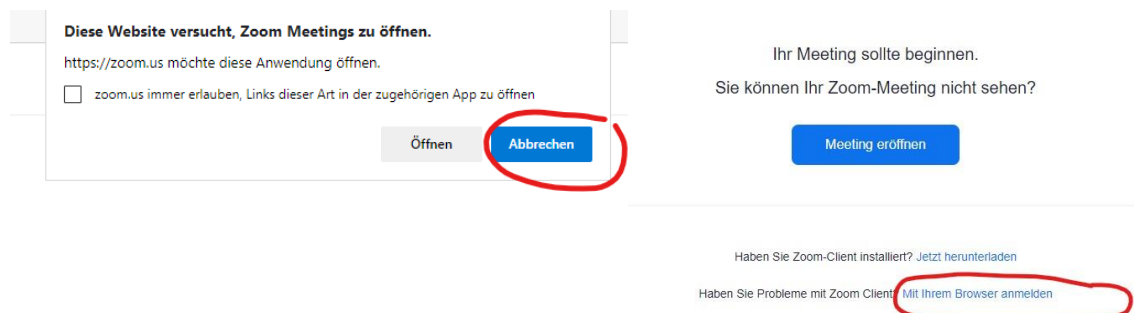 Diese Website versucht, Zoom Meetings zu öffnen.
https://zoom.us möchte diese Anwendung öffnen.
zoom.us immer erlauben, Links dieser Art in der zugehörigen App zu öffnen
Öffnen
Abbrechen
Ihr Meeting sollte beginnen.
Sie können Ihr Zoom-Meeting nicht sehen?
Meeting eröffnen
Haben Sie Zoom-Client installiert? Jetzt herunterladen
Haben Sie Probleme mit Zoom Client? Mit Ihrem Browser anmelden